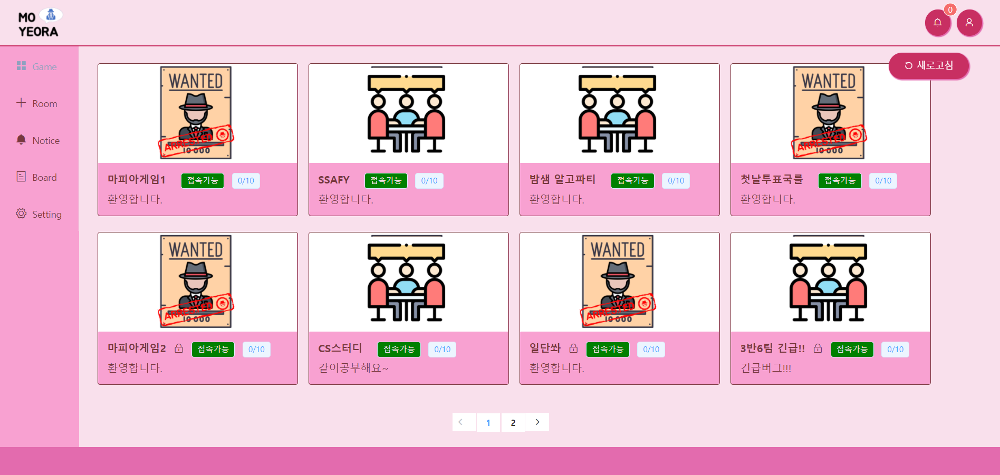 MO
YEORA
0
Game
Room
Notice
Board
Setting
새로고침
WANTED
ARRESTED
10 000
WANTED
ARRESTED
10 000
마피아게임1 접속가능 0/10
환영합니다.
SSAFY 접속가능 0/10
환영합니다.
밤샘 알고파티 접속가능 0/10
환영합니다.
첫날투표국룰 접속가능 0/10
환영합니다.
WANTED
ARRESTED
10 000
WANTED
ARRESTED
10 000
마피아게임2 접속가능 0/10
환영합니다.
CS스터디 접속가능 0/10
같이공부해요~
일단쏴 접속가능 0/10
환영합니다.
3반6팀 긴급!! 접속가능 0/10
긴급버그!!!
1 2